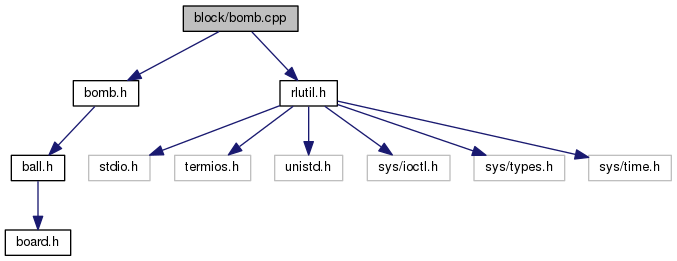 block/bomb.cpp
bomb.h
rlutil.h
ball.h
stdio.h
termios.h
unistd.h
sys/ioctl.h
sys/types.h
sys/time.h
board.h